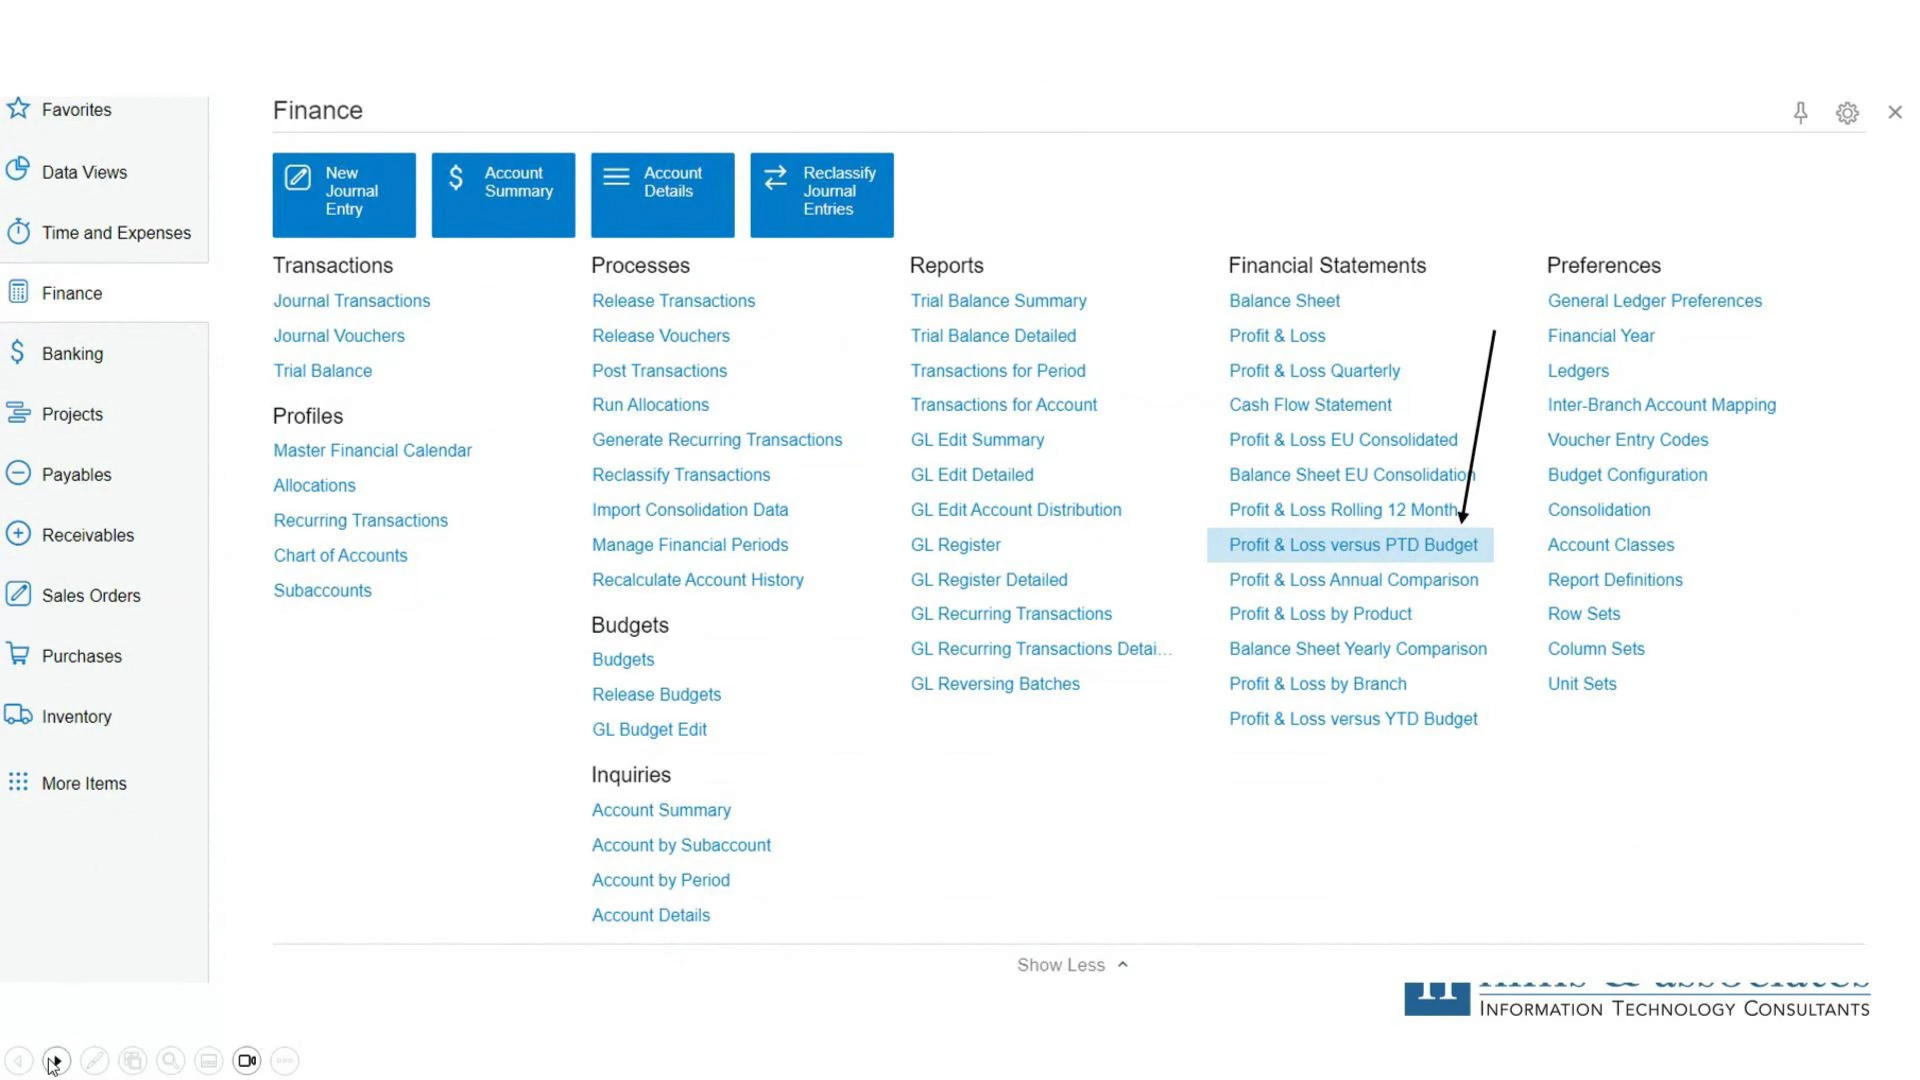 Favorites
Data Views
Time and Expenses
Finance
Banking
Projects
Payables
Receivables
Sales Orders
Purchases
Inventory
More Items
Finance
New
Journal
Entry
Account
Summary
Account
Details
Reclassify
Journal
Entries
Transactions
Journal Transactions
Journal Vouchers
Trial Balance
Profiles
Master Financial Calendar
Allocations
Recurring Transactions
Chart of Accounts
Subaccounts
Processes
Release Transactions
Release Vouchers
Post Transactions
Run Allocations
Generate Recurring Transactions
Reclassify Transactions
Import Consolidation Data
Manage Financial Periods
Recalculate Account History
Budgets
Budgets
Release Budgets
GL Budget Edit
Inquiries
Account Summary
Account by Subaccount
Account by Period
Account Details
Reports
Trial Balance Summary
Trial Balance Detailed
Transactions for Period
Transactions for Account
GL Edit Summary
GL Edit Detailed
GL Edit Account Distribution
GL Register
GL Register Detailed
GL Recurring Transactions
GL Recurring Transactions Detai...
GL Reversing Batches
Financial Statements
Balance Sheet
Profit & Loss
Profit & Loss Quarterly
Cash Flow Statement
Profit & Loss EU Consolidated
Balance Sheet EU Consolidation
Profit & Loss Rolling 12 Month
Profit & Loss versus PTD Budget
Profit & Loss Annual Comparison
Profit & Loss by Product
Balance Sheet Yearly Comparison
Profit & Loss by Branch
Profit & Loss versus YTD Budget
Preferences
General Ledger Preferences
Financial Year
Ledgers
Inter-Branch Account Mapping
Voucher Entry Codes
Budget Configuration
Consolidation
Account Classes
Report Definitions
Row Sets
Column Sets
Unit Sets
Show Less
& associates
INFORMATION TECHNOLOGY CONSULTANTS